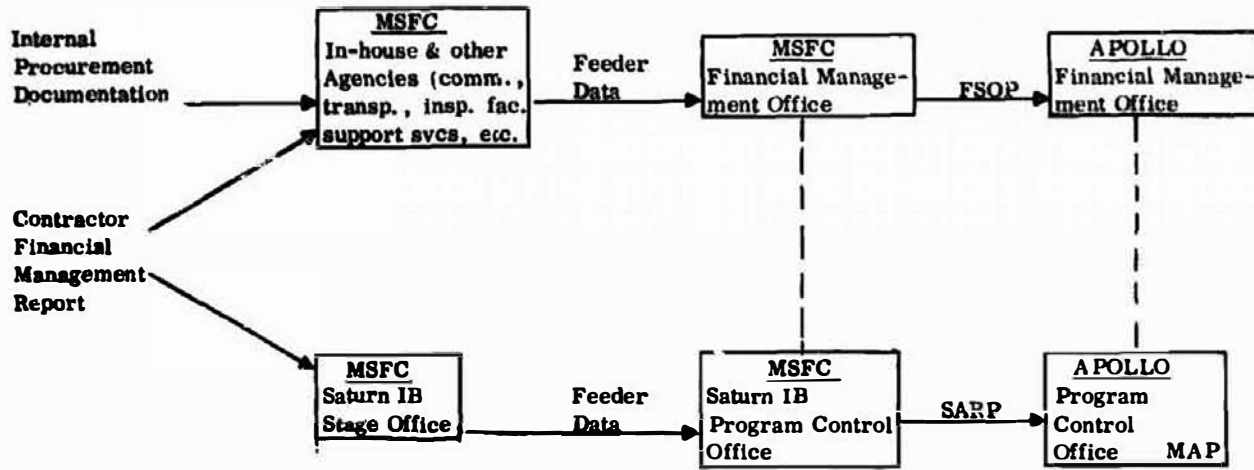 Internal
Procurement
Documentation
MSFC
In-house & other
Agencies (comm.,
transp., insp. fac.
support svcs, etc.
Feeder
Data
MSFC
Financial Manage-
ment Office
FSOP
APOLLO
Financial Manage-
ment Office
Contractor
Financial
Management
Report
MSFC
Saturn IB
Stage Office
Feeder
Data
MSFC
Saturn IB
Program Control
Office
SARP
APOLLO
Program
Control
Office MAP